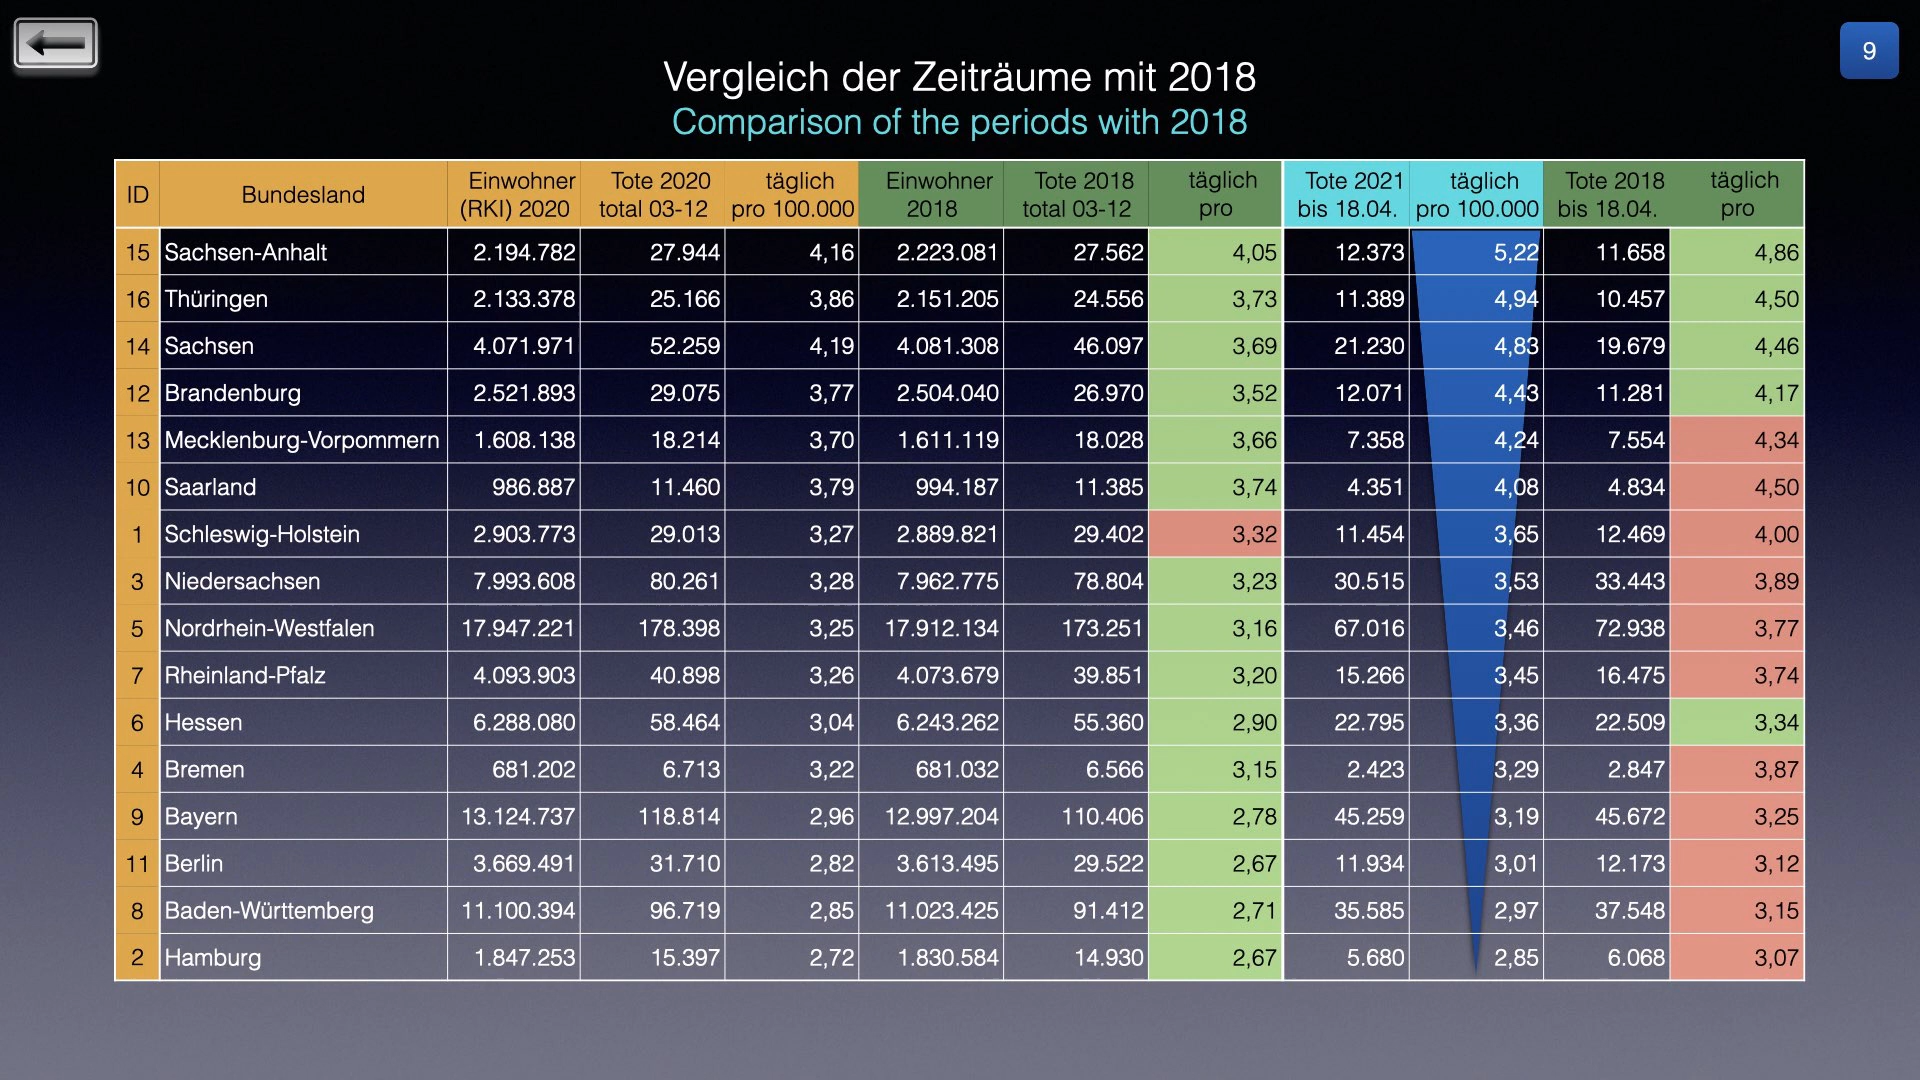 9
Vergleich der Zeiträume mit 2018
Comparison of the periods with 2018
ID Bundesland Einwohner (RKI) 2020 Tote 2020 total 03-12 täglich pro 100.000 Einwohner 2018 Tote 2018 total 03-12 täglich pro Tote 2021 bis 18.04. täglich pro 100.000 Tote 2018 bis 18.04. täglich pro
15 Sachsen-Anhalt 2.194.782 27.944 4,16 2.223.081 27.562 4,05 12.373 5,22 11.658 4,86
16 Thüringen 2.133.378 25.166 3,86 2.151.205 24.556 3,73 11.389 4,94 10.457 4,50
14 Sachsen 4.071.971 52.259 4,19 4.081.308 46.097 3,69 21.230 4,83 19.679 4,46
12 Brandenburg 2.521.893 29.075 3,77 2.504.040 26.970 3,52 12.071 4,43 11.281 4,17
13 Mecklenburg-Vorpommern 1.608.138 18.214 3,70 1.611.119 18.028 3,66 7.358 4,24 7.554 4,34
10 Saarland 986.887 11.460 3,79 994.187 11.385 3,74 4.351 4,08 4.834 4,50
1 Schleswig-Holstein 2.903.773 29.013 3,27 2.889.821 29.402 3,32 11.454 3,65 12.469 4,00
3 Niedersachsen 7.993.608 80.261 3,28 7.962.775 78.804 3,23 30.515 3,53 33.443 3,89
5 Nordrhein-Westfalen 17.947.221 178.398 3,25 17.912.134 173.251 3,16 67.016 3,46 72.938 3,77
7 Rheinland-Pfalz 4.093.903 40.898 3,26 4.073.679 39.851 3,20 15.266 3,45 16.475 3,74
6 Hessen 6.288.080 58.464 3,04 6.243.262 55.360 2,90 22.795 3,36 22.509 3,34
4 Bremen 681.202 6.713 3,22 681.032 6.566 3,15 2.423 3,29 2.847 3,87
9 Bayern 13.124.737 118.814 2,96 12.997.204 110.406 2,78 45.259 3,19 45.672 3,25
11 Berlin 3.669.491 31.710 2,82 3.613.495 29.522 2,67 11.934 3,01 12.173 3,12
8 Baden-Württemberg 11.100.394 96.719 2,85 11.023.425 91.412 2,71 35.585 2,97 37.548 3,15
2 Hamburg 1.847.253 15.397 2,72 1.830.584 14.930 2,67 5.680 2,85 6.068 3,07